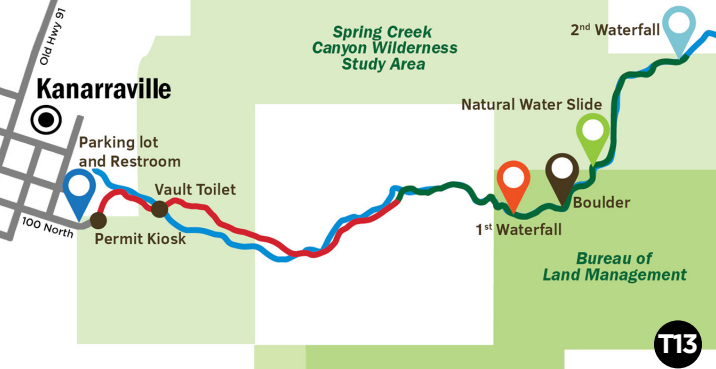 Old Hwy 91
Spring Creek
Canyon Wilderness
Study Area
2nd Waterfall
Kanarraville
Natural Water Slide
Parking lot
and Restroom
Vault Toilet
Boulder
100 North
Permit Kiosk
1st Waterfall
Bureau of
Land Management
T13